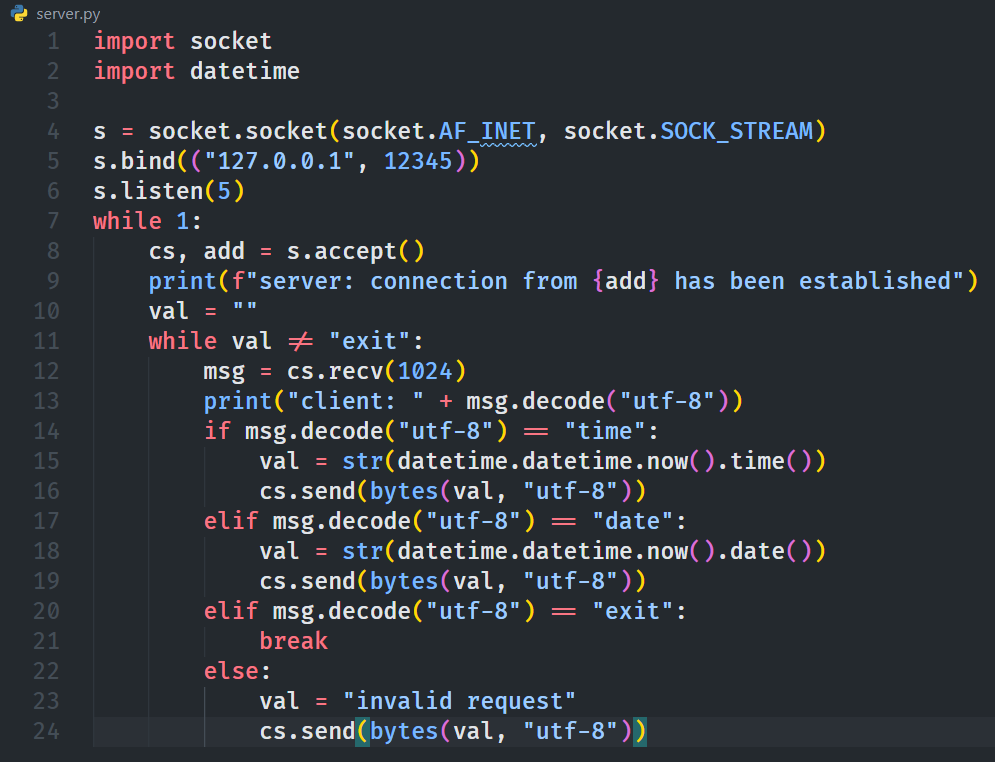 server.py
1 import socket
2 import datetime
3
4 s = socket.socket(socket.AF_INET, socket.SOCK_STREAM)
5 s.bind(("127.0.0.1", 12345))
6 s.listen(5)
7 while 1:
8     cs, add = s.accept()
9     print(f"server: connection from {add} has been established")
10     val = ""
11     while val != "exit":
12         msg = cs.recv(1024)
13         print("client: " + msg.decode("utf-8"))
14         if msg.decode("utf-8") == "time":
15             val = str(datetime.datetime.now().time())
16             cs.send(bytes(val, "utf-8"))
17         elif msg.decode("utf-8") == "date":
18             val = str(datetime.datetime.now().date())
19             cs.send(bytes(val, "utf-8"))
20         elif msg.decode("utf-8") == "exit":
21             break
22         else:
23             val = "invalid request"
24             cs.send(bytes(val, "utf-8"))